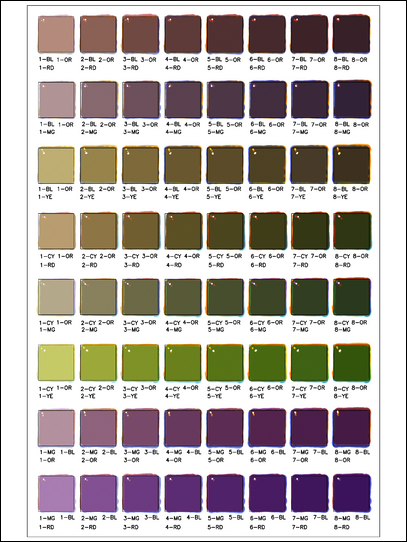 1-BL 1-OR 2-BL 2-OR 3-BL 3-OR 4-BL 4-OR 5-BL 5-OR 6-BL 6-OR 7-BL 7-OR 8-BL 8-OR
1-RD 2-RD 3-RD 4-RD 5-RD 6-RD 7-RD 8-RD
1-BL 1-OR 2-BL 2-OR 3-BL 3-OR 4-BL 4-OR 5-BL 5-OR 6-BL 6-OR 7-BL 7-OR 8-BL 8-OR
1-MG 2-MG 3-MG 4-MG 5-MG 6-MG 7-MG 8-MG
1-BL 1-OR 2-BL 2-OR 3-BL 3-OR 4-BL 4-OR 5-BL 5-OR 6-BL 6-OR 7-BL 7-OR 8-BL 8-OR
1-YE 2-YE 3-YE 4-YE 5-YE 6-YE 7-YE 8-YE
1-CY 1-OR 2-CY 2-OR 3-CY 3-OR 4-CY 4-OR 5-CY 5-OR 6-CY 6-OR 7-CY 7-OR 8-CY 8-OR
1-RD 2-RD 3-RD 4-RD 5-RD 6-RD 7-RD 8-RD
1-CY 1-OR 2-CY 2-OR 3-CY 3-OR 4-CY 4-OR 5-CY 5-OR 6-CY 6-OR 7-CY 7-OR 8-CY 8-OR
1-MG 2-MG 3-MG 4-MG 5-MG 6-MG 7-MG 8-MG
1-CY 1-OR 2-CY 2-OR 3-CY 3-OR 4-CY 4-OR 5-CY 5-OR 6-CY 6-OR 7-CY 7-OR 8-CY 8-OR
1-YE 2-YE 3-YE 4-YE 5-YE 6-YE 7-YE 8-YE
1-MG 1-BL 2-MG 2-BL 3-MG 3-BL 4-MG 4-BL 5-MG 5-BL 6-MG 6-BL 7-MG 7-BL 8-MG 8-BL
1-OR 2-OR 3-OR 4-OR 5-OR 6-OR 7-OR 8-OR
1-MG 1-BL 2-MG 2-BL 3-MG 3-BL 4-MG 4-BL 5-MG 5-BL 6-MG 6-BL 7-MG 7-BL 8-MG 8-BL
1-RD 2-RD 3-RD 4-RD 5-RD 6-RD 7-RD 8-RD